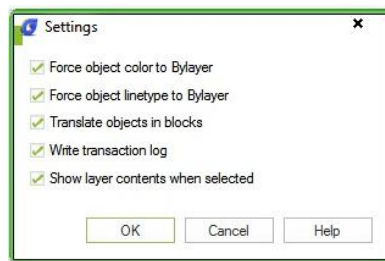 Settings
Force object color to Bylayer
Force object linetype to Bylayer
Translate objects in blocks
Write transaction log
Show layer contents when selected
OK Cancel Help